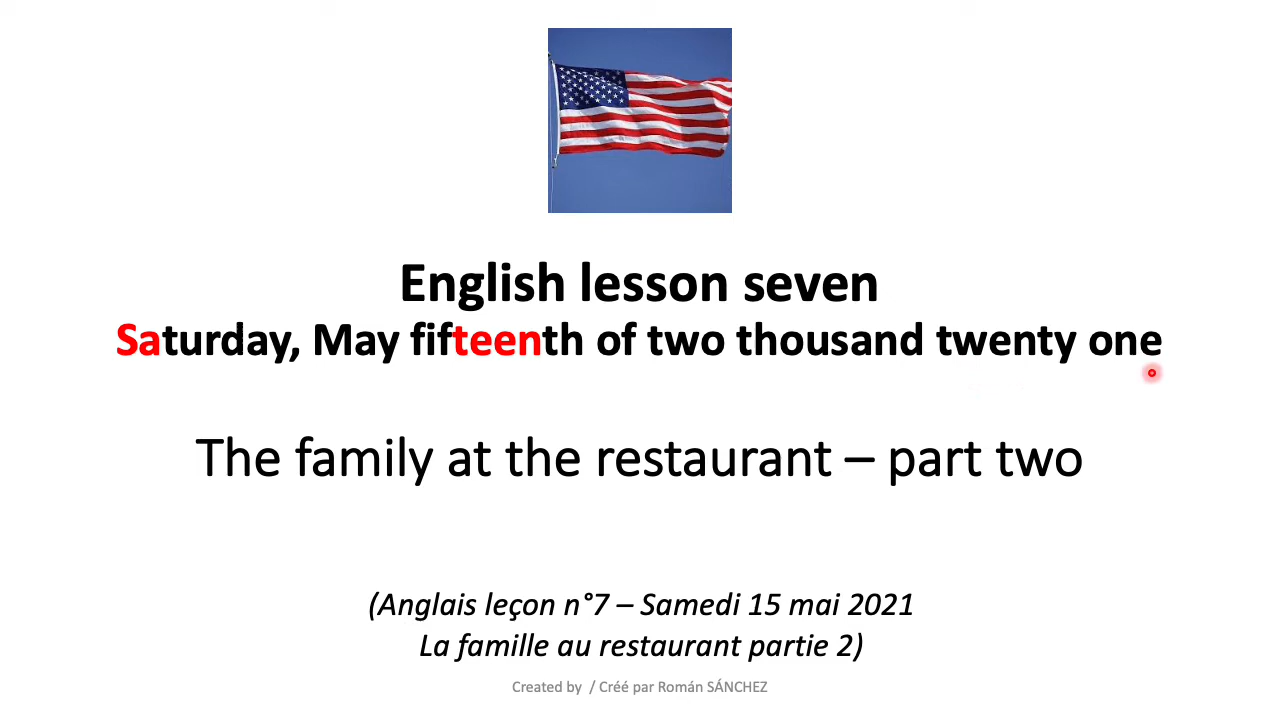 English lesson seven
Saturday, May fifteenth of two thousand twenty one
The family at the restaurant – part two
(Anglais leçon n°7 – Samedi 15 mai 2021
La famille au restaurant partie 2)
Created by / Créé par Román SÁNCHEZ